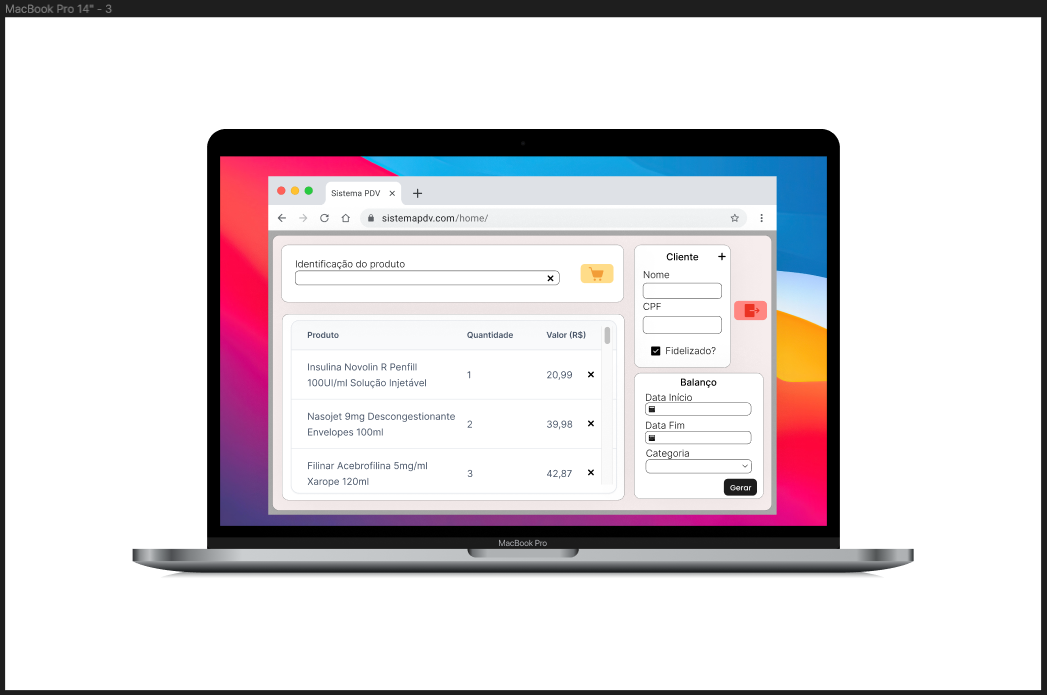 MacBook Pro 14" - 3
Sistema PDV
sistemapdv.com/home/
Identificação do produto
Produto Quantidade Valor (R$)
Insulina Novolin R Penfill
100UI/ml Solução Injetável
1 20,99
Nasojet 9mg Descongestionante
Envelopes 100ml
2 39,98
Filinar Acebrofilina 5mg/ml
Xarope 120ml
3 42,87
Cliente
Nome
CPF
Fidelizado?
Balanço
Data Início
Data Fim
Categoria
Gerar
MacBook Pro